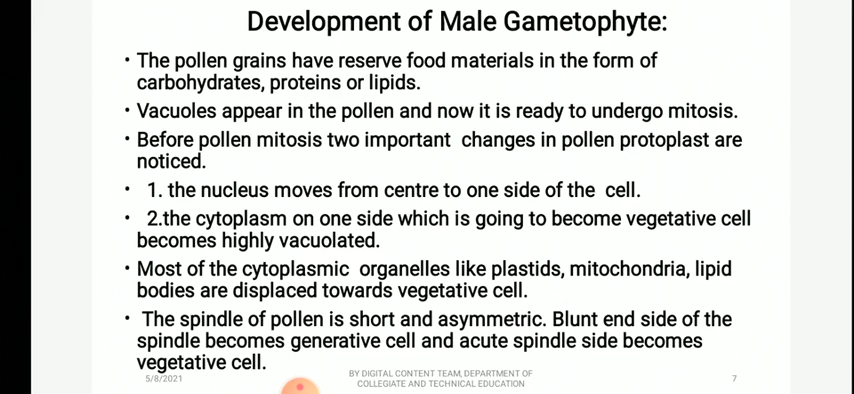 Development of Male Gametophyte:
• The pollen grains have reserve food materials in the form of
carbohydrates, proteins or lipids.
• Vacuoles appear in the pollen and now it is ready to undergo mitosis.
• Before pollen mitosis two important  changes in pollen protoplast are
noticed.
•  1. the nucleus moves from centre to one side of the  cell.
•  2.the cytoplasm on one side which is going to become vegetative cell
becomes highly vacuolated.
• Most of the cytoplasmic  organelles like plastids, mitochondria, lipid
bodies are displaced towards vegetative cell.
•  The spindle of pollen is short and asymmetric. Blunt end side of the
spindle becomes generative cell and acute spindle side becomes
vegetative cell.
5/8/2021
BY DIGITAL CONTENT TEAM, DEPARTMENT OF
COLLEGIATE AND TECHNICAL EDUCATION
7